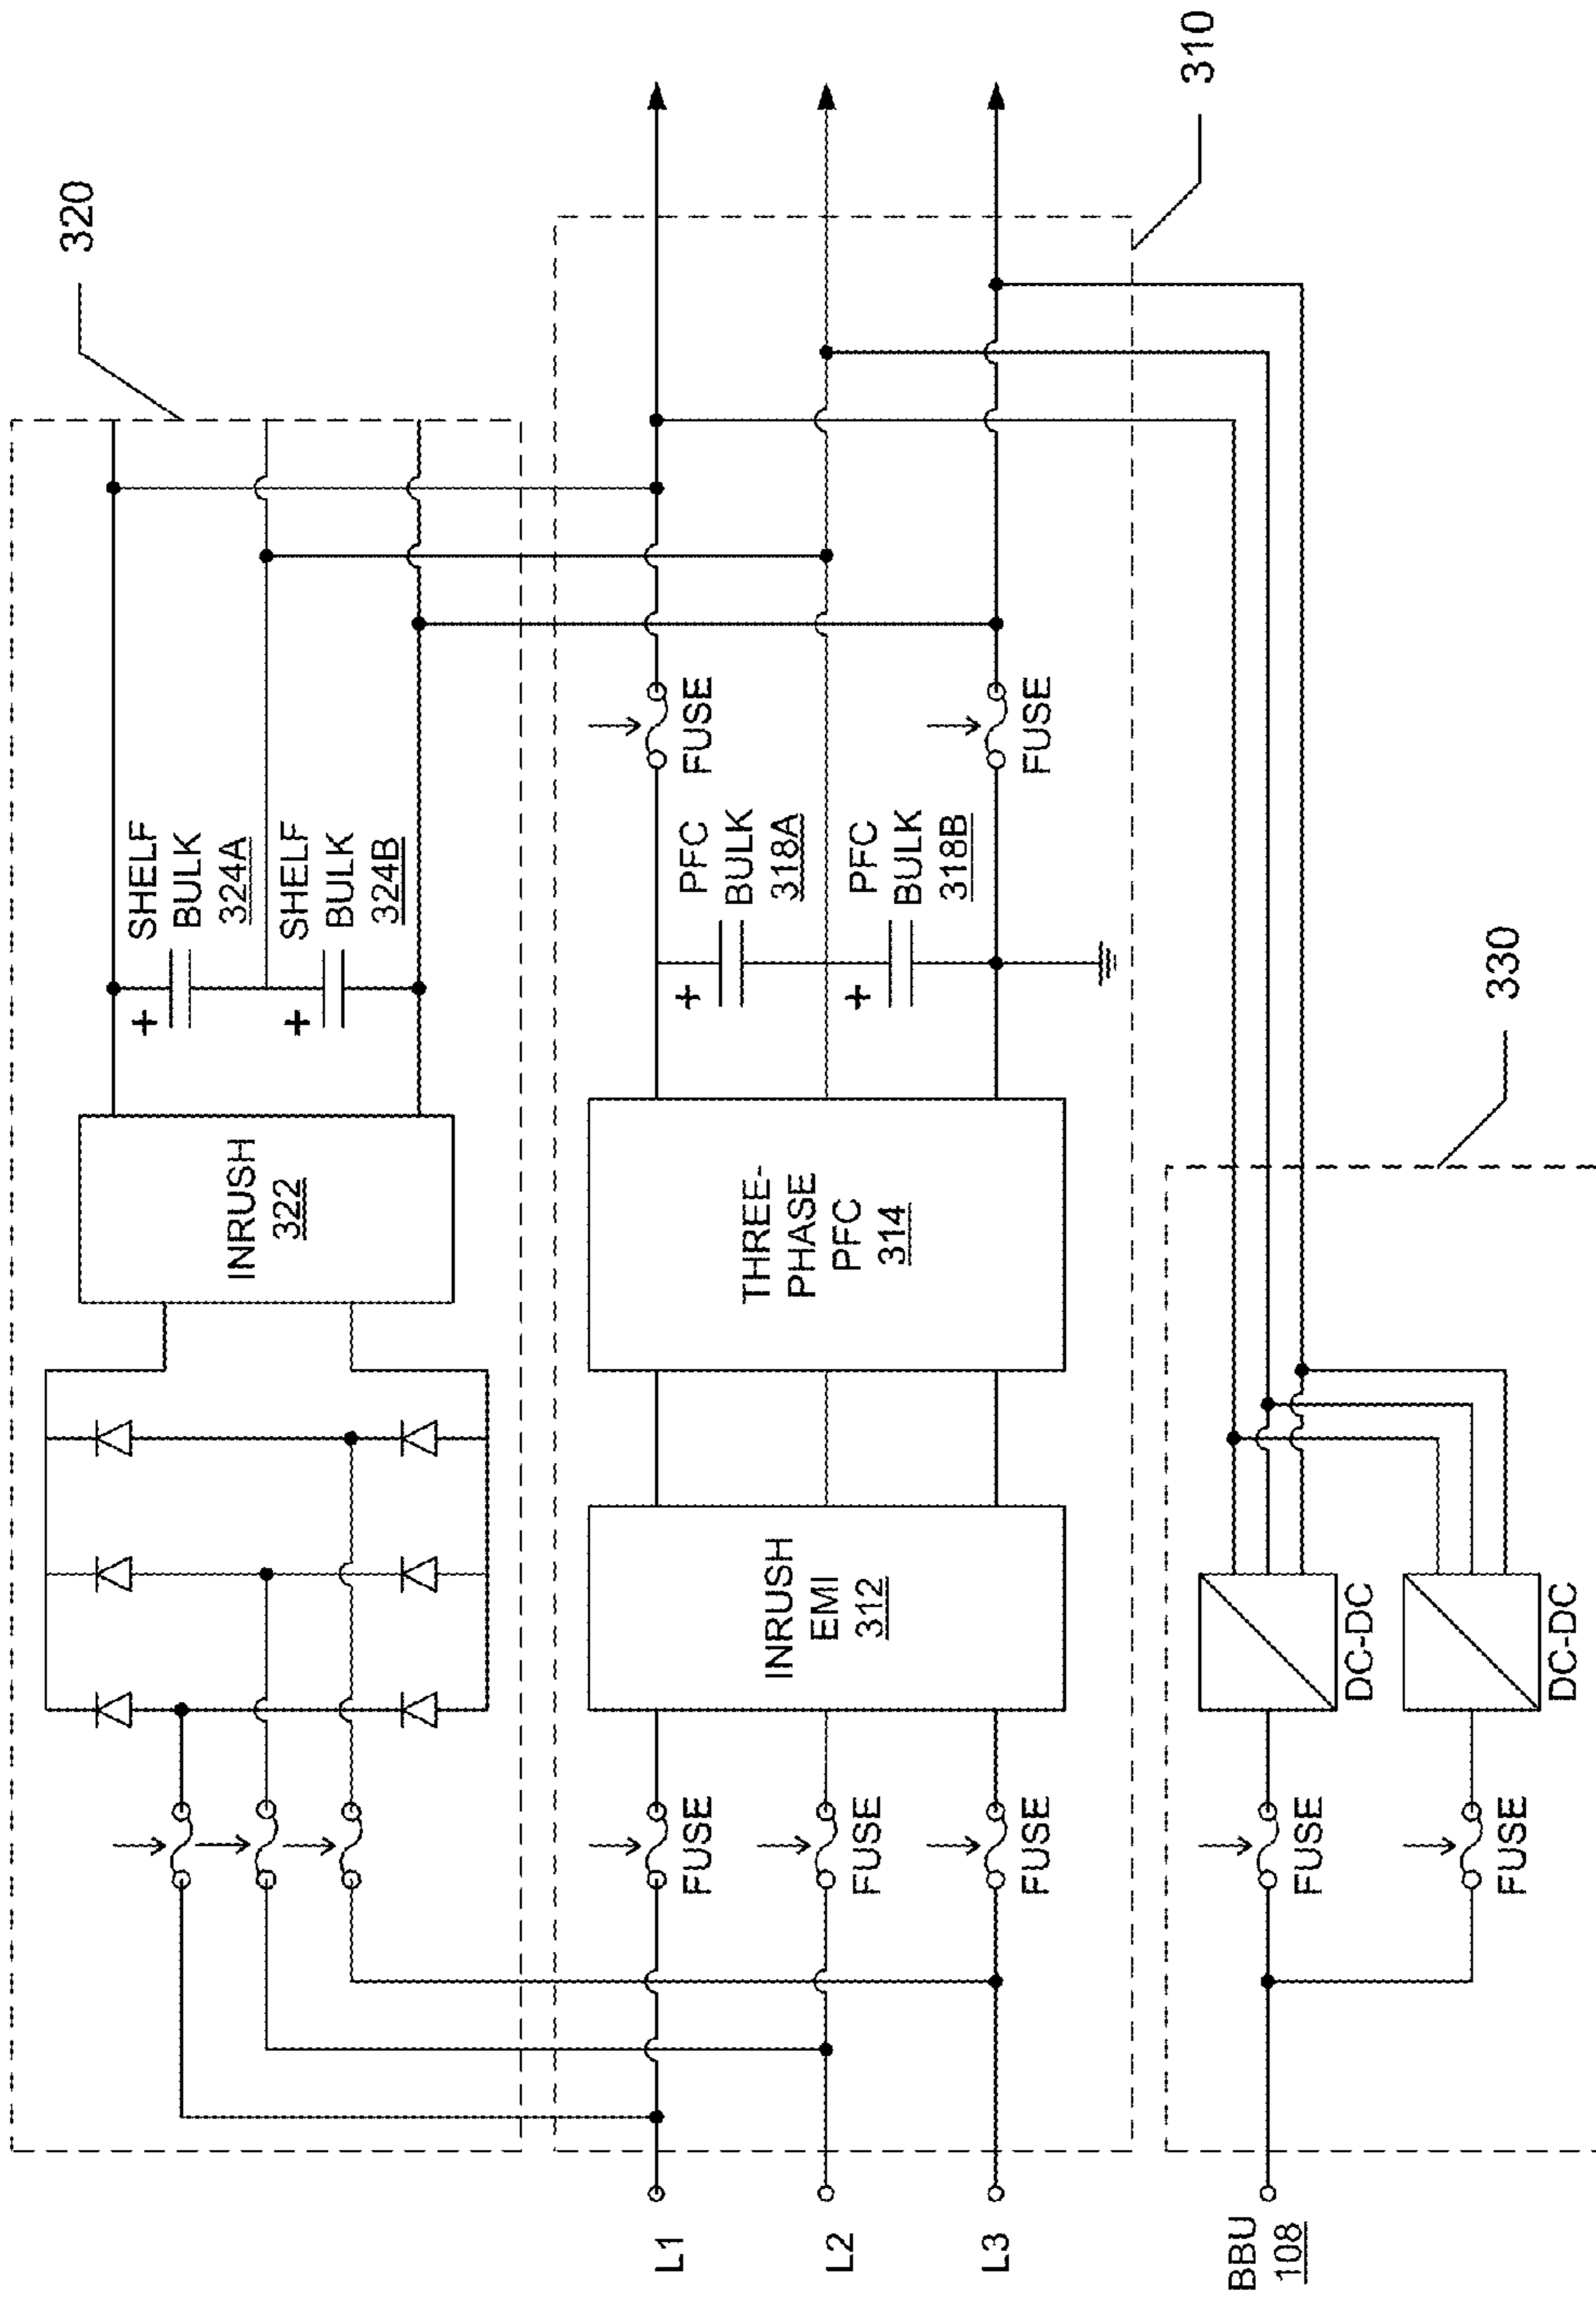 320
SHELF
BULK
324A
SHELF
BULK
324B
+
+
INRUSH
322
310
FUSE
FUSE
PFC
BULK
318A
PFC
BULK
318B
+
+
THREE-
PHASE
PFC
314
INRUSH
EMI
312
FUSE
FUSE
FUSE
L1
L2
L3
330
DC-DC
DC-DC
FUSE
FUSE
BBU
108